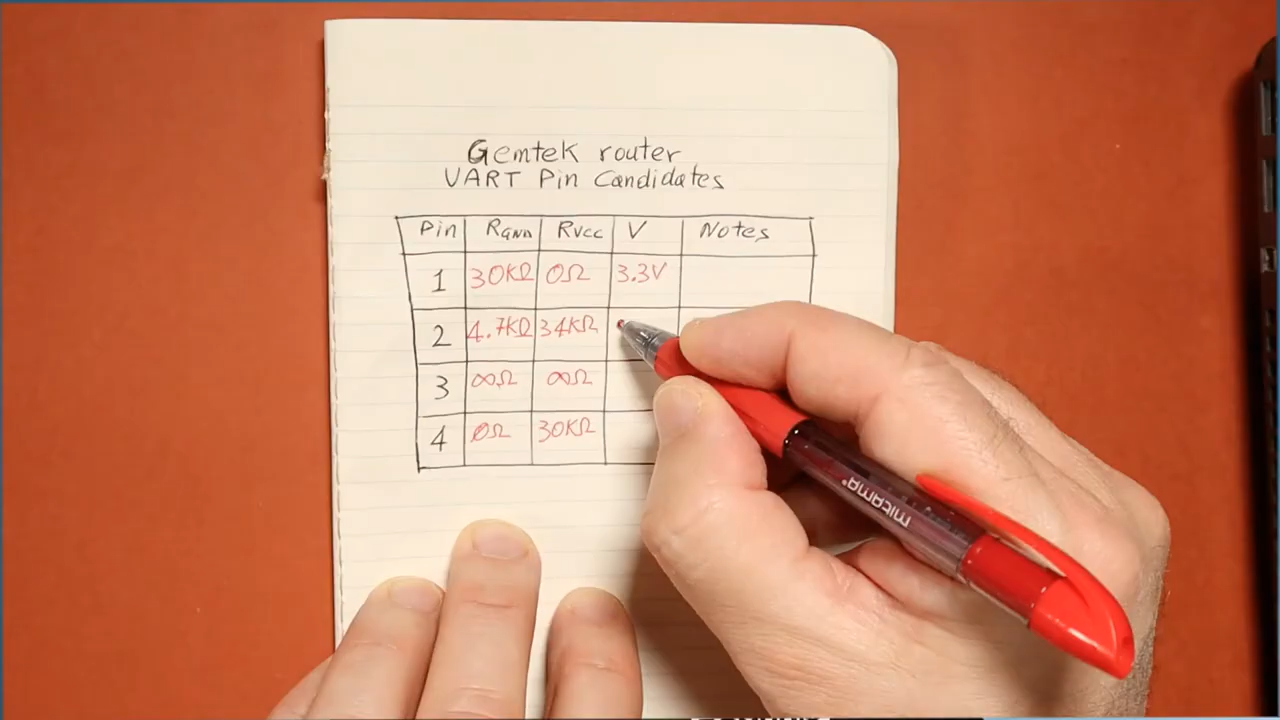 Gemtek router
UART Pin Candidates
Pin RGND RVCC V Notes
1 30KΩ 0Ω 3.3V
2 4.7KΩ 34KΩ
3 ∞Ω ∞Ω
4 0Ω 30KΩ
mitama